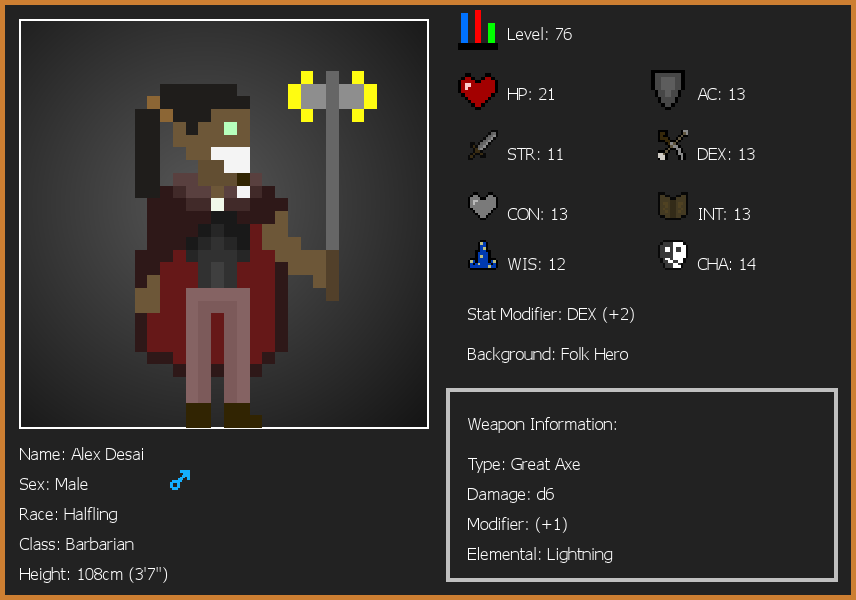 Level: 76
HP: 21
AC: 13
STR: 11
DEX: 13
CON: 13
INT: 13
WIS: 12
CHA: 14
Stat Modifier: DEX (+2)
Background: Folk Hero
Weapon Information:
Type: Great Axe
Damage: d6
Modifier: (+1)
Elemental: Lightning
Name: Alex Desai
Sex: Male
Race: Halfling
Class: Barbarian
Height: 108cm (3'7")